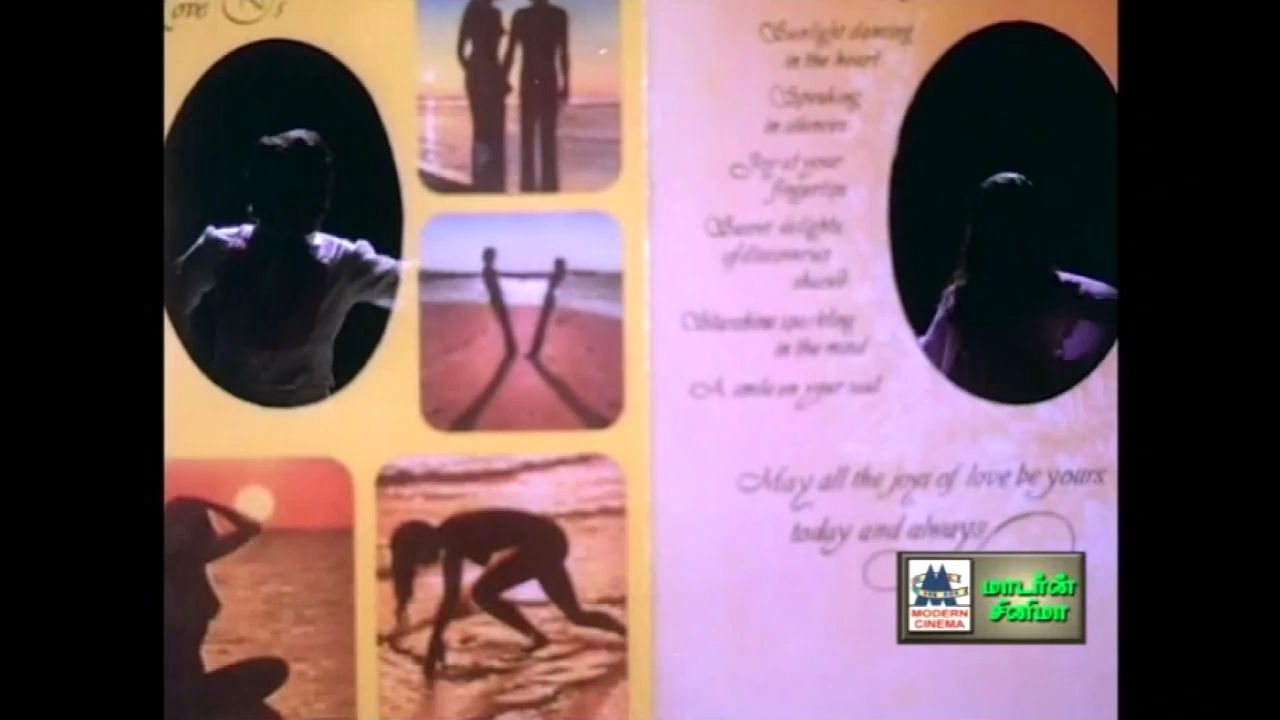 Love Is
Sunlight dancing
in the heart
Speaking
in silences
Joy at your
fingertips
Sweet delights
of discoveries
shared
Sunshine sparkling
in the mind
A smile on your soul
May all the joys of love be yours
today and always
MODERN
CINEMA
மாடர்ன்
சினிமா